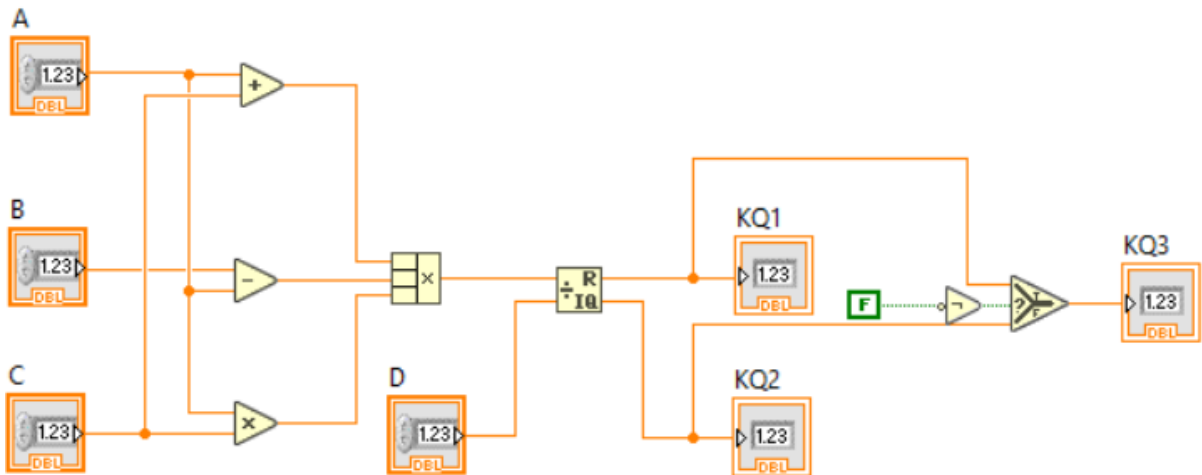 A
1.23
DBL
+
B
1.23
DBL
-
C
1.23
DBL
x
x
D
1.23
DBL
÷ R
IQ
KQ1
1.23
DBL
KQ2
1.23
DBL
F
¬
? T
F
KQ3
1.23
DBL